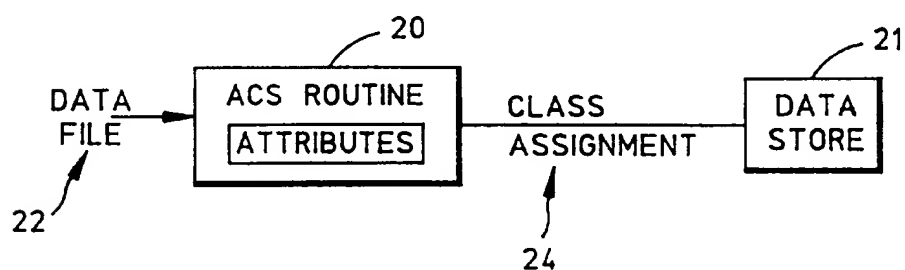 20
21
DATA
FILE
ACS ROUTINE
ATTRIBUTES
CLASS
ASSIGNMENT
DATA
STORE
22
24